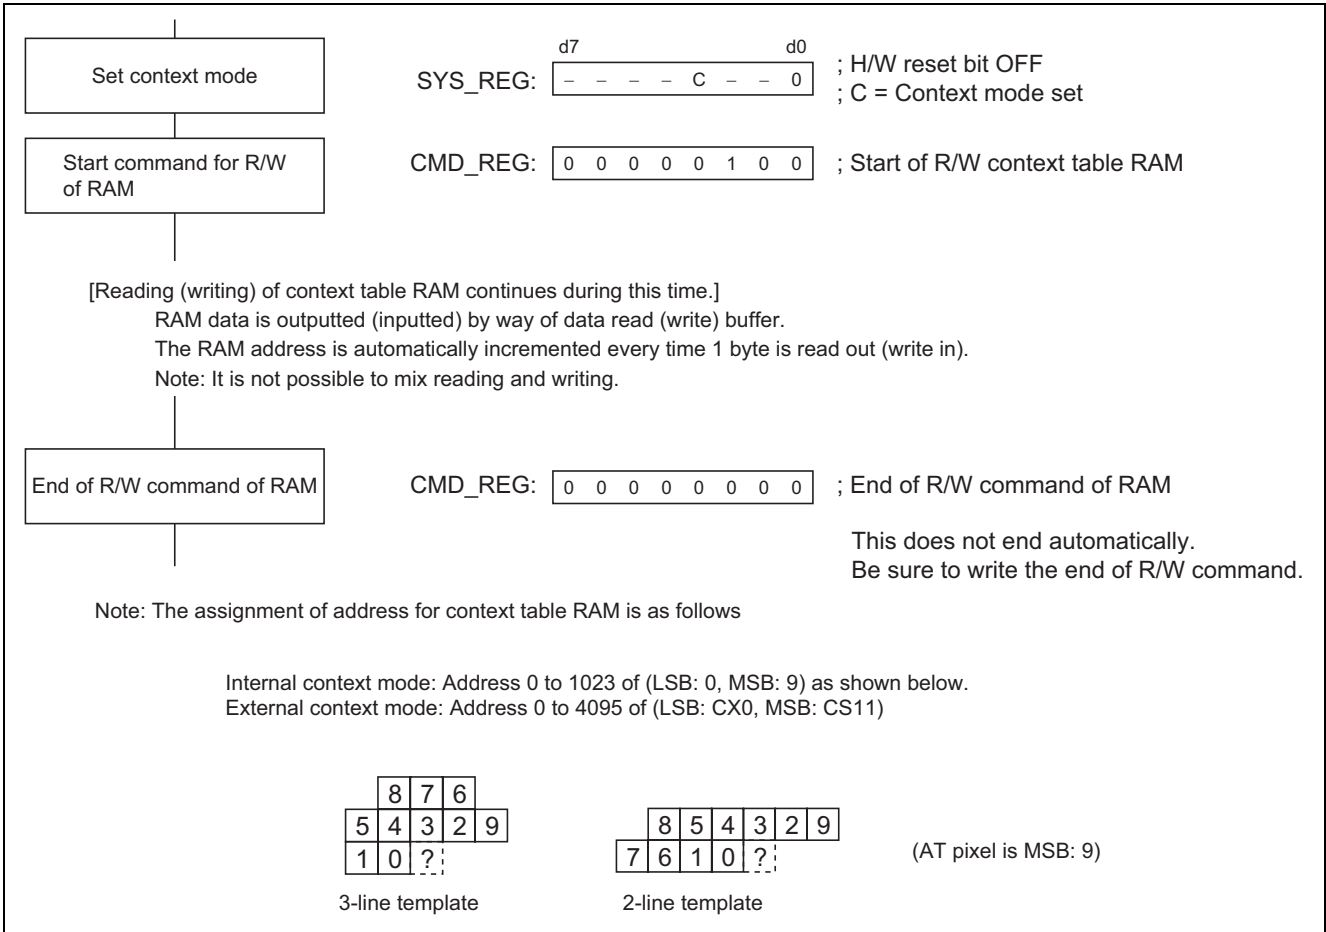 d7 d0
Set context mode SYS_REG: – – – – C – – 0 ; H/W reset bit OFF
; C = Context mode set
Start command for R/W
of RAM
CMD_REG: 0 0 0 0 0 1 0 0 ; Start of R/W context table RAM
[Reading (writing) of context table RAM continues during this time.]
RAM data is outputted (inputted) by way of data read (write) buffer.
The RAM address is automatically incremented every time 1 byte is read out (write in).
Note: It is not possible to mix reading and writing.
End of R/W command of RAM CMD_REG: 0 0 0 0 0 0 0 0 ; End of R/W command of RAM
This does not end automatically.
Be sure to write the end of R/W command.
Note: The assignment of address for context table RAM is as follows
Internal context mode: Address 0 to 1023 of (LSB: 0, MSB: 9) as shown below.
External context mode: Address 0 to 4095 of (LSB: CX0, MSB: CS11)
8 7 6
5 4 3 2 9
1 0 ?
3-line template
8 5 4 3 2 9
7 6 1 0 ?
2-line template
(AT pixel is MSB: 9)